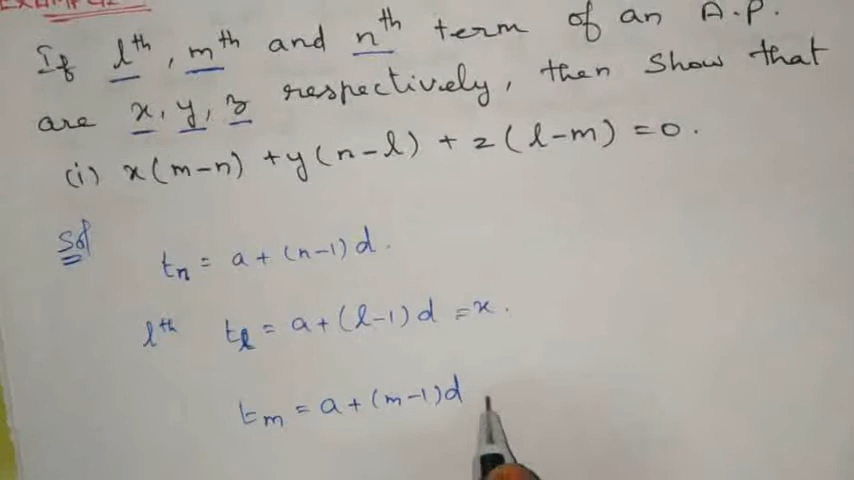 EXAMPLE
If lth, mth and nth term of an A.P.
are x, y, z respectively, then show that
(i) x(m-n) + y(n-l) + z(l-m) = 0.
Sol
tn = a + (n-1)d.
lth tl = a + (l-1)d = x.
tm = a + (m-1)d